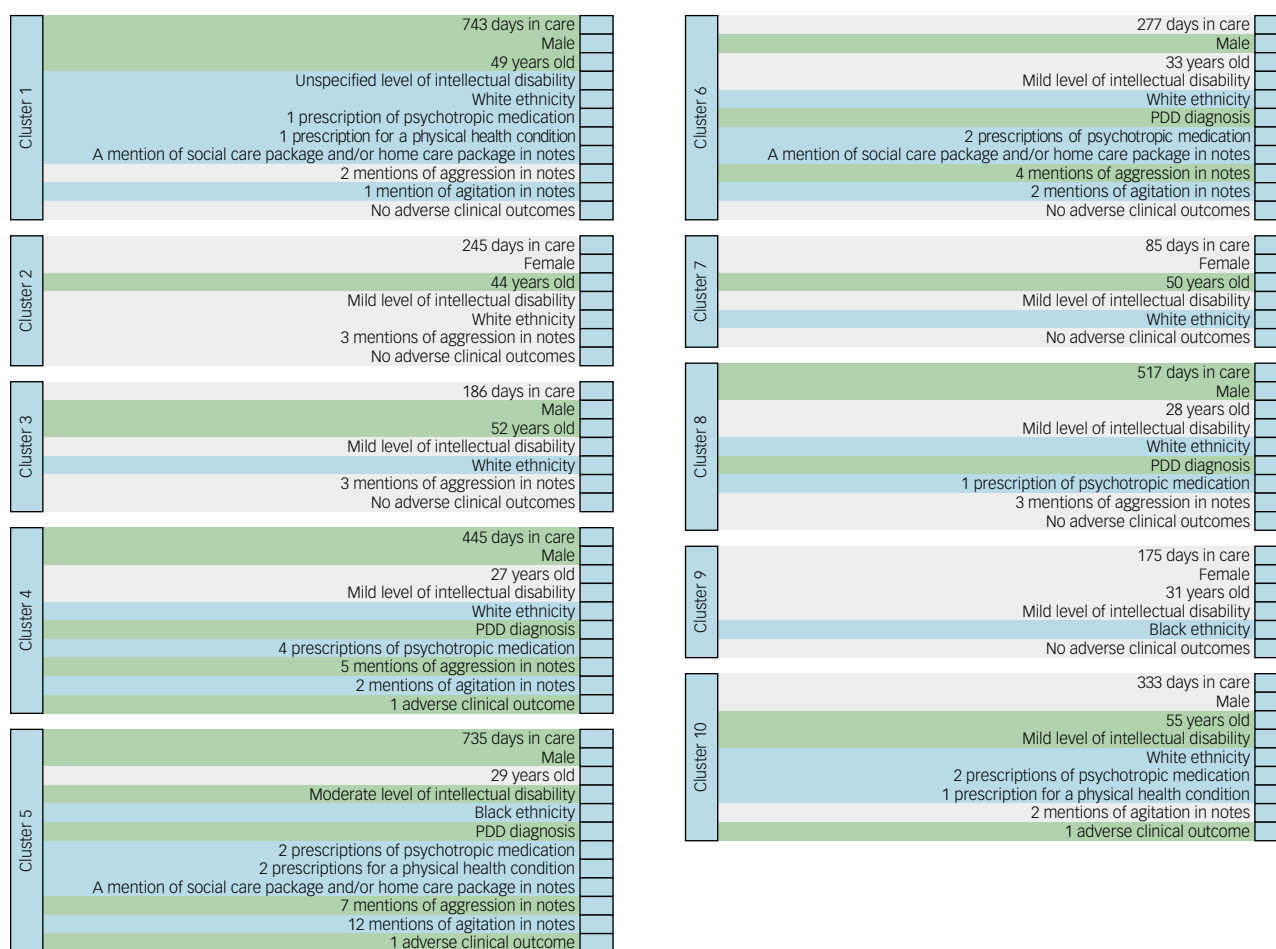 Cluster 1
743 days in care
Male
49 years old
Unspecified level of intellectual disability
White ethnicity
1 prescription of psychotropic medication
1 prescription for a physical health condition
A mention of social care package and/or home care package in notes
2 mentions of aggression in notes
1 mention of agitation in notes
No adverse clinical outcomes
Cluster 2
245 days in care
Female
44 years old
Mild level of intellectual disability
White ethnicity
3 mentions of aggression in notes
No adverse clinical outcomes
Cluster 3
186 days in care
Male
52 years old
Mild level of intellectual disability
White ethnicity
3 mentions of aggression in notes
No adverse clinical outcomes
Cluster 4
445 days in care
Male
27 years old
Mild level of intellectual disability
White ethnicity
PDD diagnosis
4 prescriptions of psychotropic medication
5 mentions of aggression in notes
2 mentions of agitation in notes
1 adverse clinical outcome
Cluster 5
735 days in care
Male
29 years old
Moderate level of intellectual disability
Black ethnicity
PDD diagnosis
2 prescriptions of psychotropic medication
2 prescriptions for a physical health condition
A mention of social care package and/or home care package in notes
7 mentions of aggression in notes
12 mentions of agitation in notes
1 adverse clinical outcome
Cluster 6
277 days in care
Male
33 years old
Mild level of intellectual disability
White ethnicity
PDD diagnosis
2 prescriptions of psychotropic medication
A mention of social care package and/or home care package in notes
4 mentions of aggression in notes
2 mentions of agitation in notes
No adverse clinical outcomes
Cluster 7
85 days in care
Female
50 years old
Mild level of intellectual disability
White ethnicity
No adverse clinical outcomes
Cluster 8
517 days in care
Male
28 years old
Mild level of intellectual disability
White ethnicity
PDD diagnosis
1 prescription of psychotropic medication
3 mentions of aggression in notes
No adverse clinical outcomes
Cluster 9
175 days in care
Female
31 years old
Mild level of intellectual disability
Black ethnicity
No adverse clinical outcomes
Cluster 10
333 days in care
Male
55 years old
Mild level of intellectual disability
White ethnicity
2 prescriptions of psychotropic medication
1 prescription for a physical health condition
2 mentions of agitation in notes
1 adverse clinical outcome